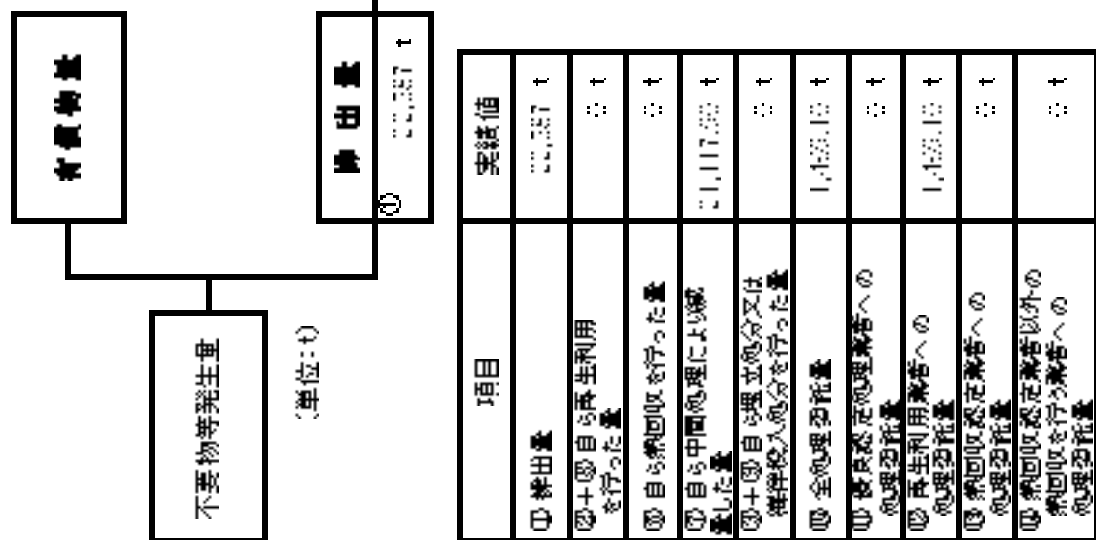 有償物量
排出量
① t
不要物等発生量
(単位:t)
項目
実績値
① 排出量
t
②+⑧ 自ら再生利用
を行った量
0 t
⑥ 自ら熱回収を行った量
0 t
⑦ 自ら中間処理により減
量した量
t
③+⑨ 自ら埋立処分又は
海洋投入処分を行った量
0 t
⑩ 全処理委託量
t
⑪ 優良認定処理業者への
処理委託量
0 t
⑫ 再生利用業者への
処理委託量
t
⑬ 熱回収認定業者への
処理委託量
0 t
⑭ 熱回収認定業者以外の
熱回収を行う業者への
処理委託量
0 t